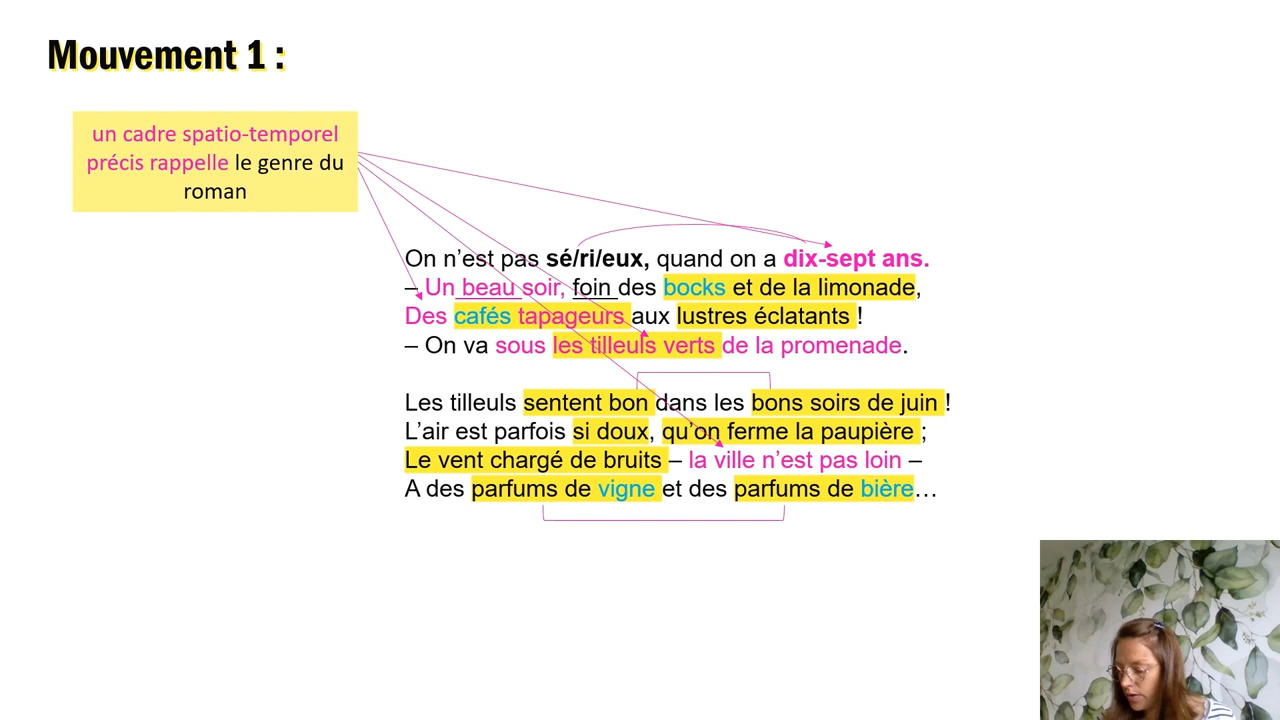 Mouvement 1 :
un cadre spatio-temporel
précis rappelle le genre du
roman
On n’est pas sé/ri/eux, quand on a dix-sept ans.
– Un beau soir, foin des bocks et de la limonade,
Des cafés tapageurs aux lustres éclatants !
– On va sous les tilleuls verts de la promenade.
Les tilleuls sentent bon dans les bons soirs de juin !
L’air est parfois si doux, qu’on ferme la paupière ;
Le vent chargé de bruits – la ville n’est pas loin –
A des parfums de vigne et des parfums de bière…